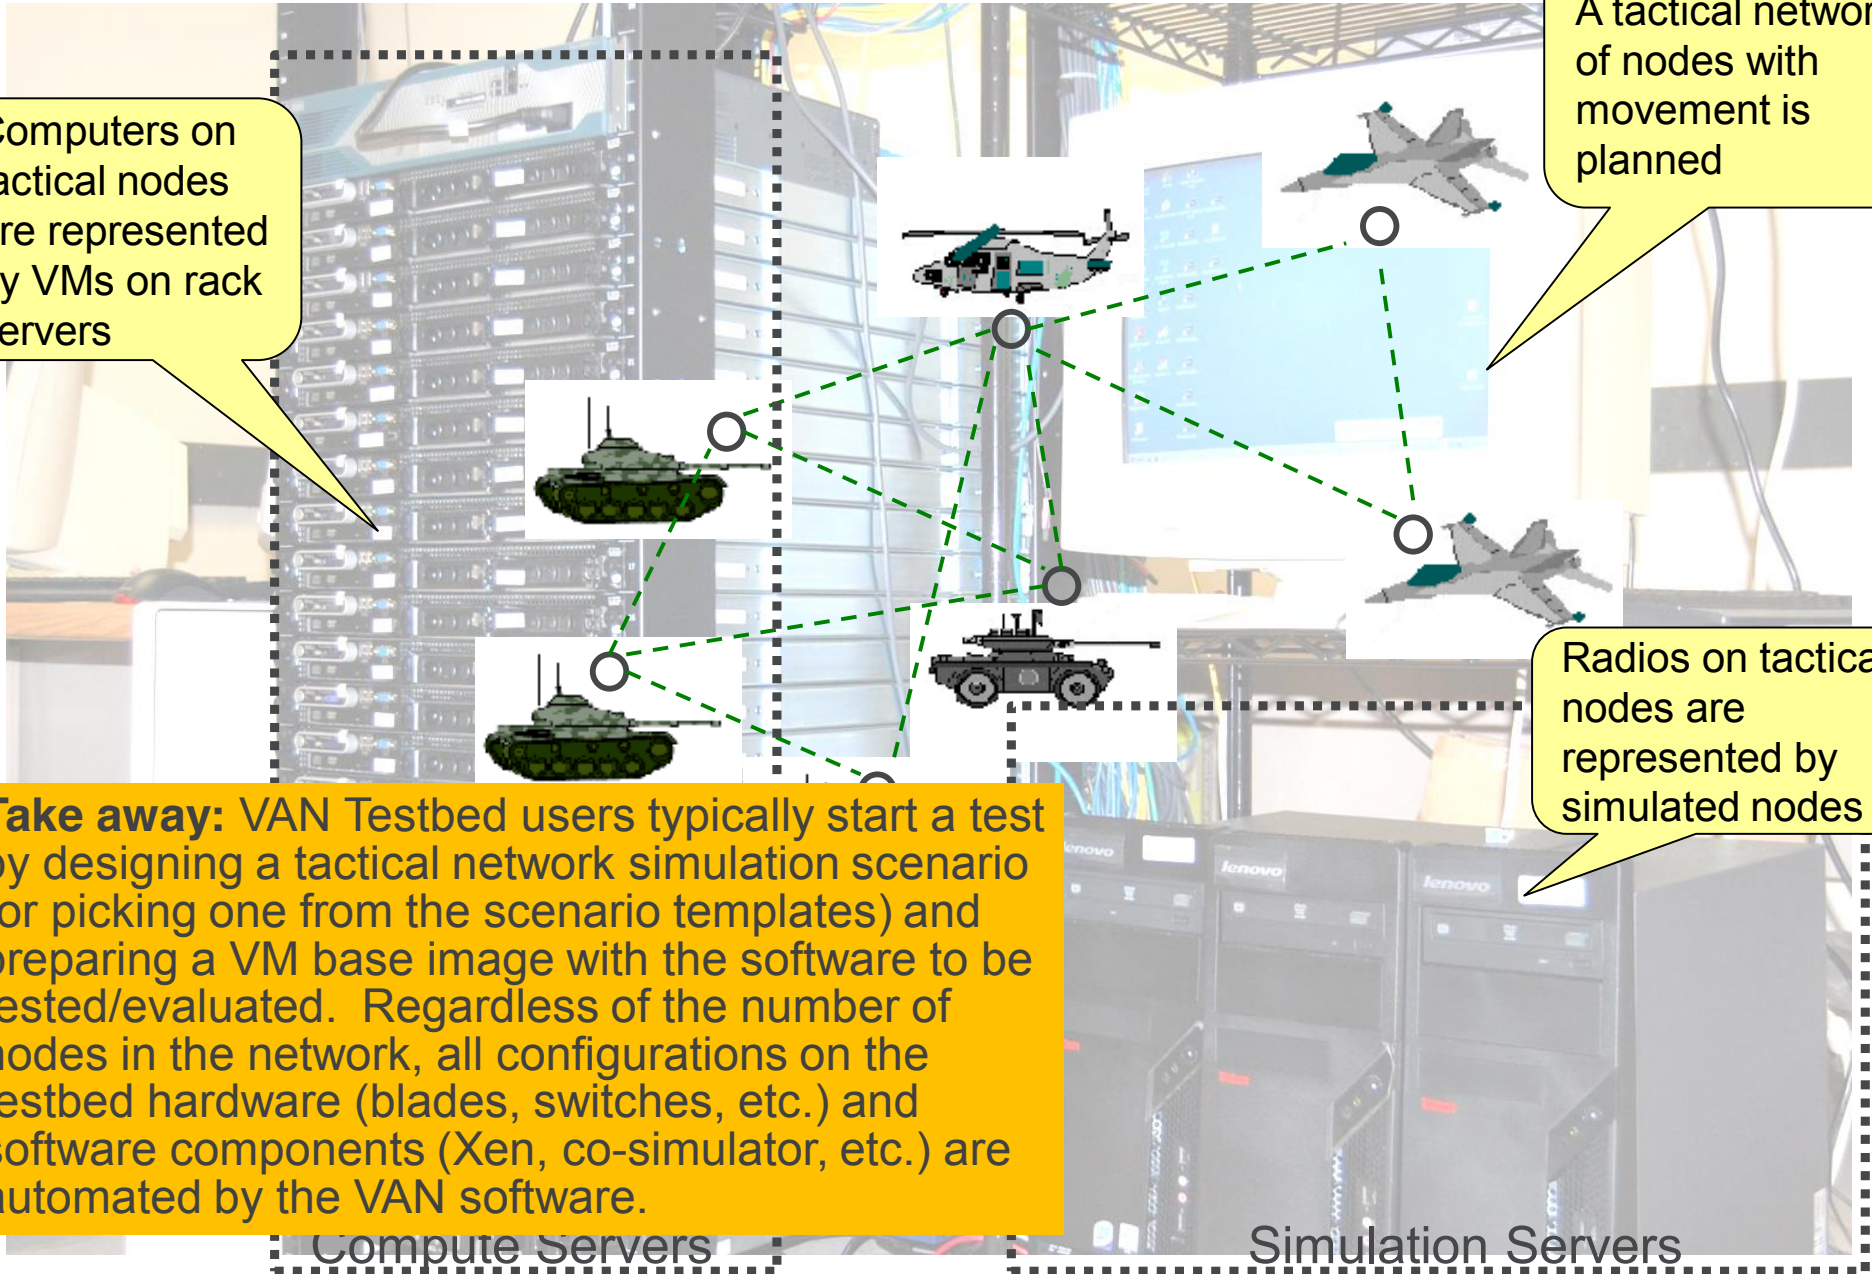 A tactical networ
of nodes with
movement is
planned
Computers on
tactical nodes
re represented
y VMs on rack
ervers
Radios on tactica
nodes are
represented by
simulated nodes
Take away: VAN Testbed users typically start a test
by designing a tactical network simulation scenario
(or picking one from the scenario templates) and
preparing a VM base image with the software to be
tested/evaluated.  Regardless of the number of
nodes in the network, all configurations on the
testbed hardware (blades, switches, etc.) and
software components (Xen, co-simulator, etc.) are
automated by the VAN software.
lenovo
lenovo
lenovo
Compute Servers
Simulation Servers